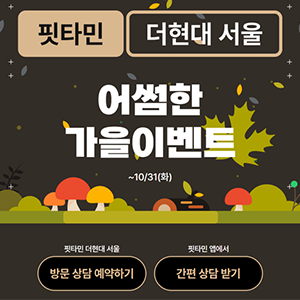 핏타민 더현대 서울
어썸한
가을이벤트
~10/31(화)
핏타민 더현대 서울
방문 상담 예약하기
핏타민 앱에서
간편 상담 받기